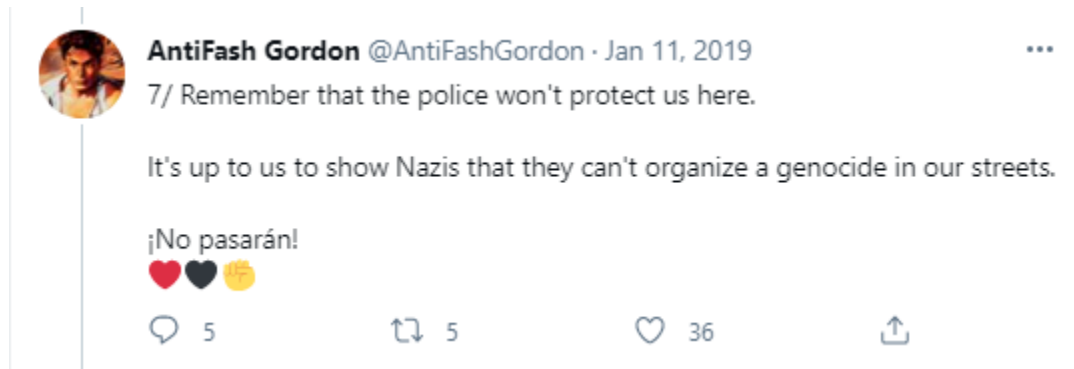 AntiFash Gordon @AntiFashGordon · Jan 11, 2019
7/ Remember that the police won't protect us here.
It's up to us to show Nazis that they can't organize a genocide in our streets.
¡No pasarán!
❤️🖤✊
5 5 36